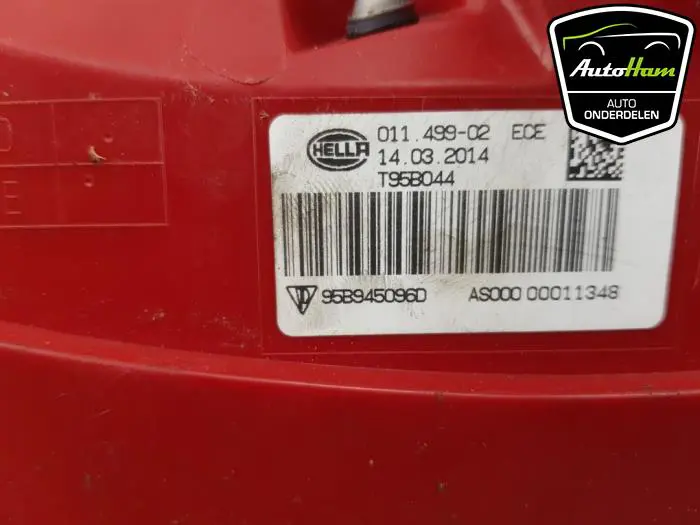 AutoHam
AUTO
ONDERDELEN
HELLA
011.499-02 ECE
14.03.2014
T95B044
95B945096D AS000 00011348
E